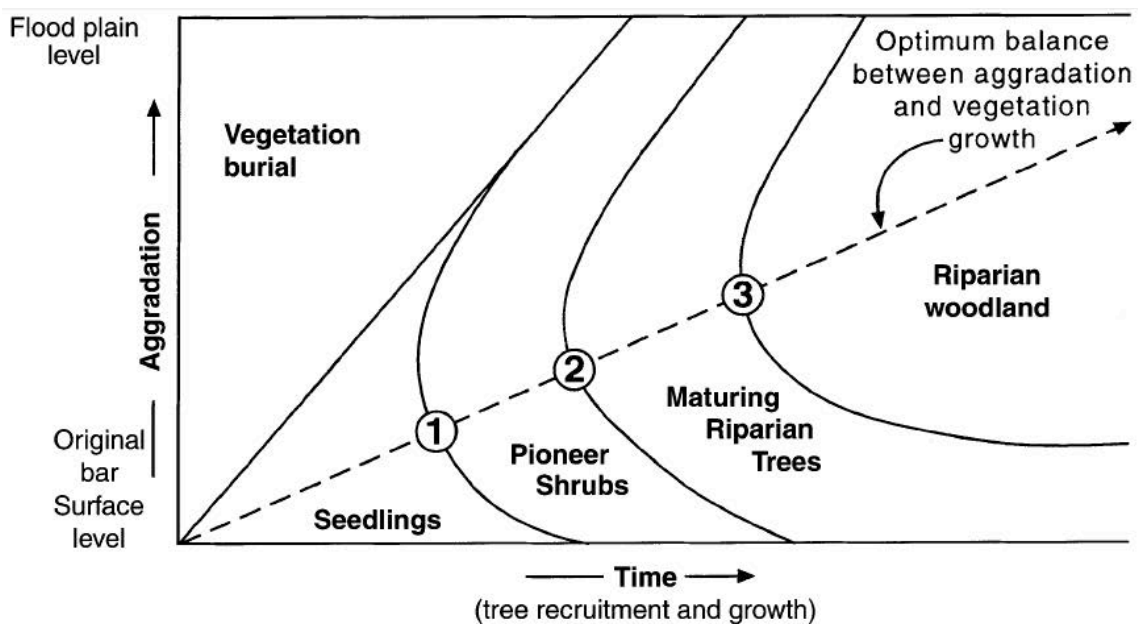 Flood plain
level
Optimum balance
between aggradation
and vegetation
growth
Vegetation
burial
Aggradation
Riparian
woodland
3
2
1
Maturing
Riparian
Trees
Pioneer
Shrubs
Original
bar
Surface
level
Seedlings
Time
(tree recruitment and growth)